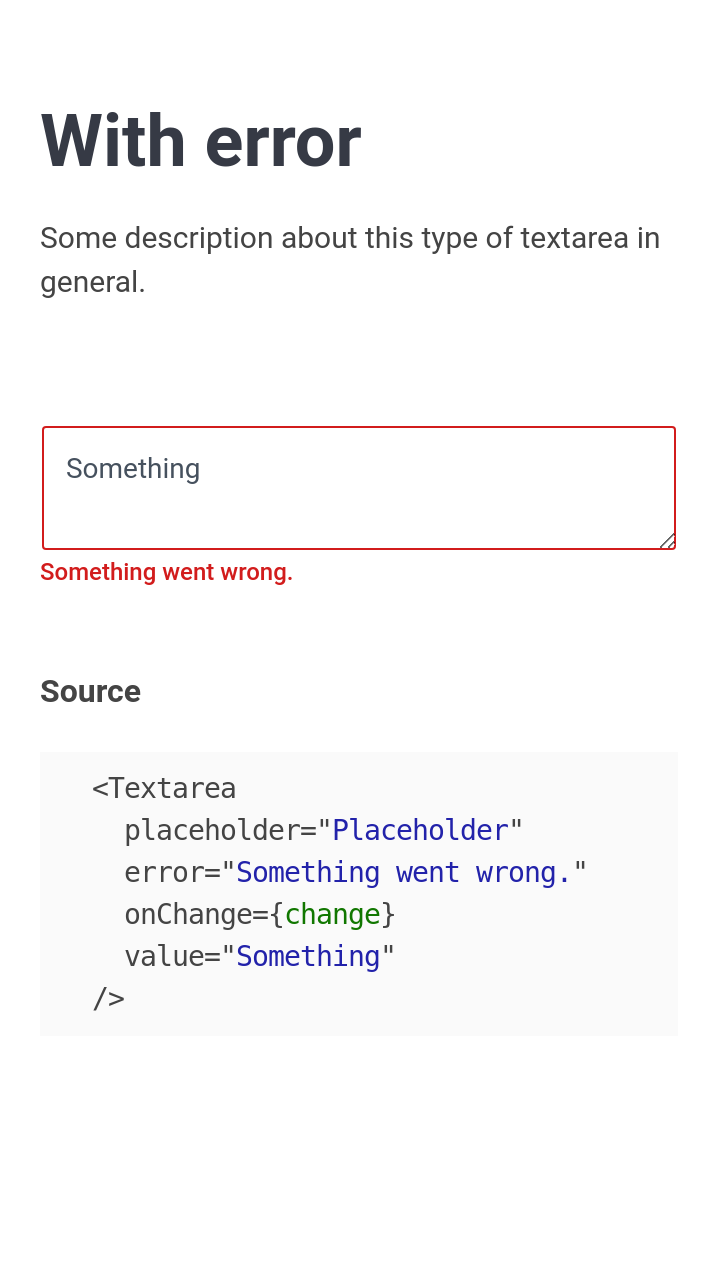 With error
Some description about this type of textarea in
general.
Something
Something went wrong.
Source
<Textarea
  placeholder="Placeholder"
  error="Something went wrong."
  onChange={change}
  value="Something"
/>